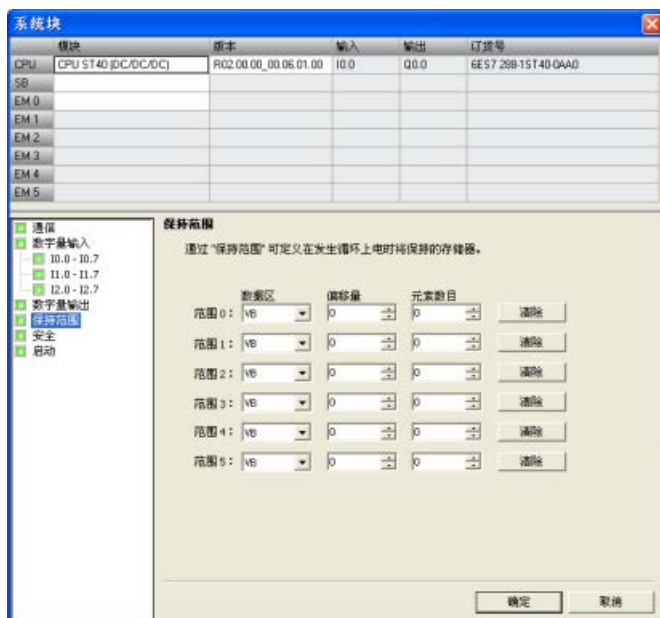 系统块
模块 版本 输入 输出 订货号
CPU CPU ST40 (DC/DC/DC) R02.00.00_00.06.01.00 I0.0 Q0.0 6ES7 288-1ST40-0AA0
SB
EM 0
EM 1
EM 2
EM 3
EM 4
EM 5
通信
数字量输入
I0.0 - I0.7
I1.0 - I1.7
I2.0 - I2.7
数字量输出
保持范围
安全
启动
保持范围
通过 "保持范围" 可定义在发生循环上电时将保持的存储器。
数据区 偏移量 元素数目
范围 0: VB 0 0 清除
范围 1: VB 0 0 清除
范围 2: VB 0 0 清除
范围 3: VB 0 0 清除
范围 4: VB 0 0 清除
范围 5: VB 0 0 清除
确定 取消